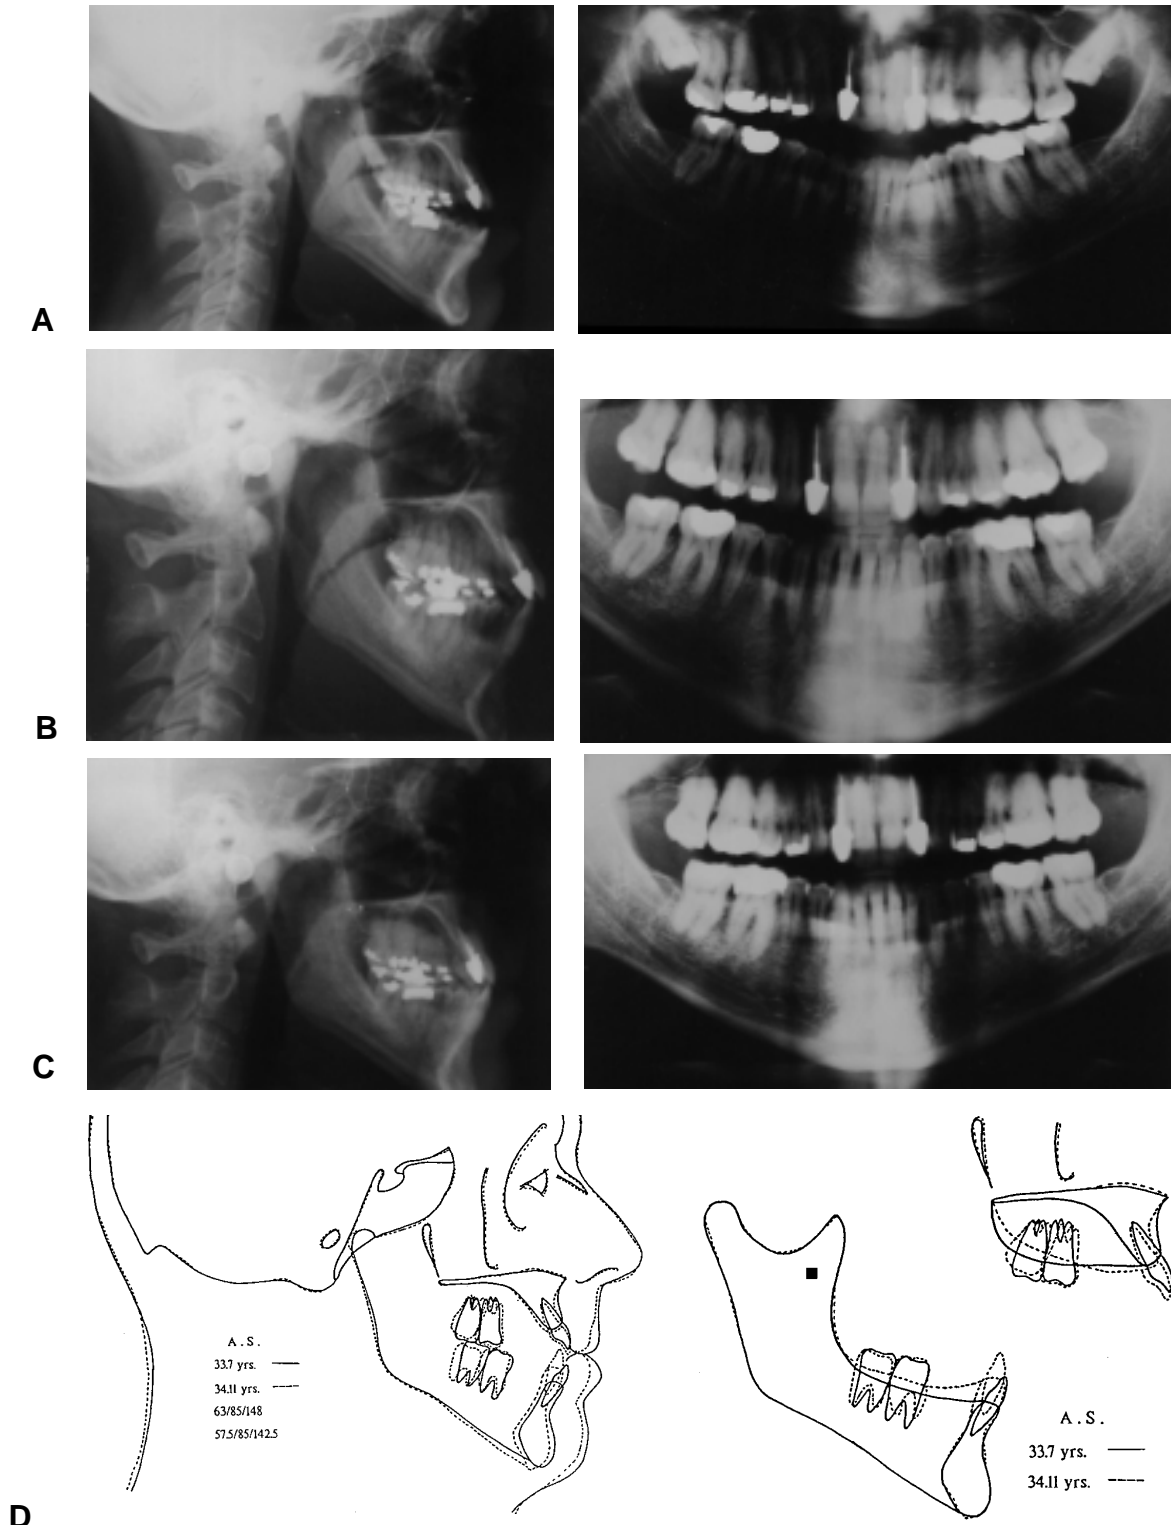 A
B
C
A.S.
33.7 yrs.
34.11 yrs.
63/85/148
57.5/85/142.5
A.S.
33.7 yrs.
34.11 yrs.
D